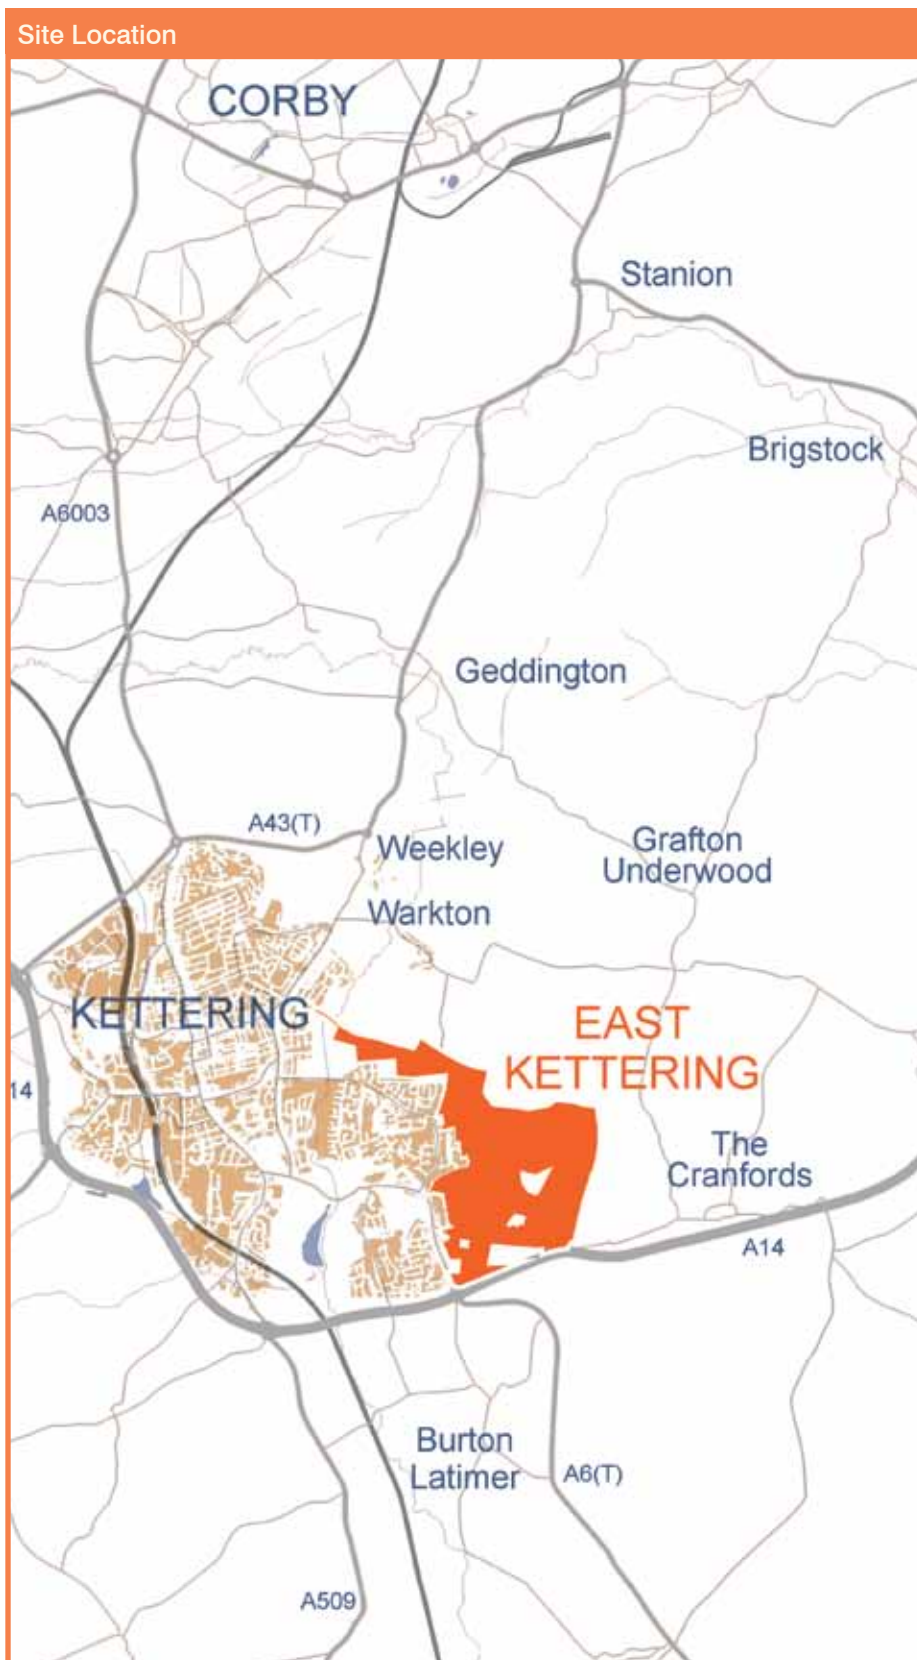 Site Location
CORBY
Stanion
Brigstock
A6003
Geddington
A43(T)
Weekley
Grafton
Underwood
Warkton
KETTERING
EAST
KETTERING
14
The
Cranfords
A14
Burton
Latimer
A6(T)
A509